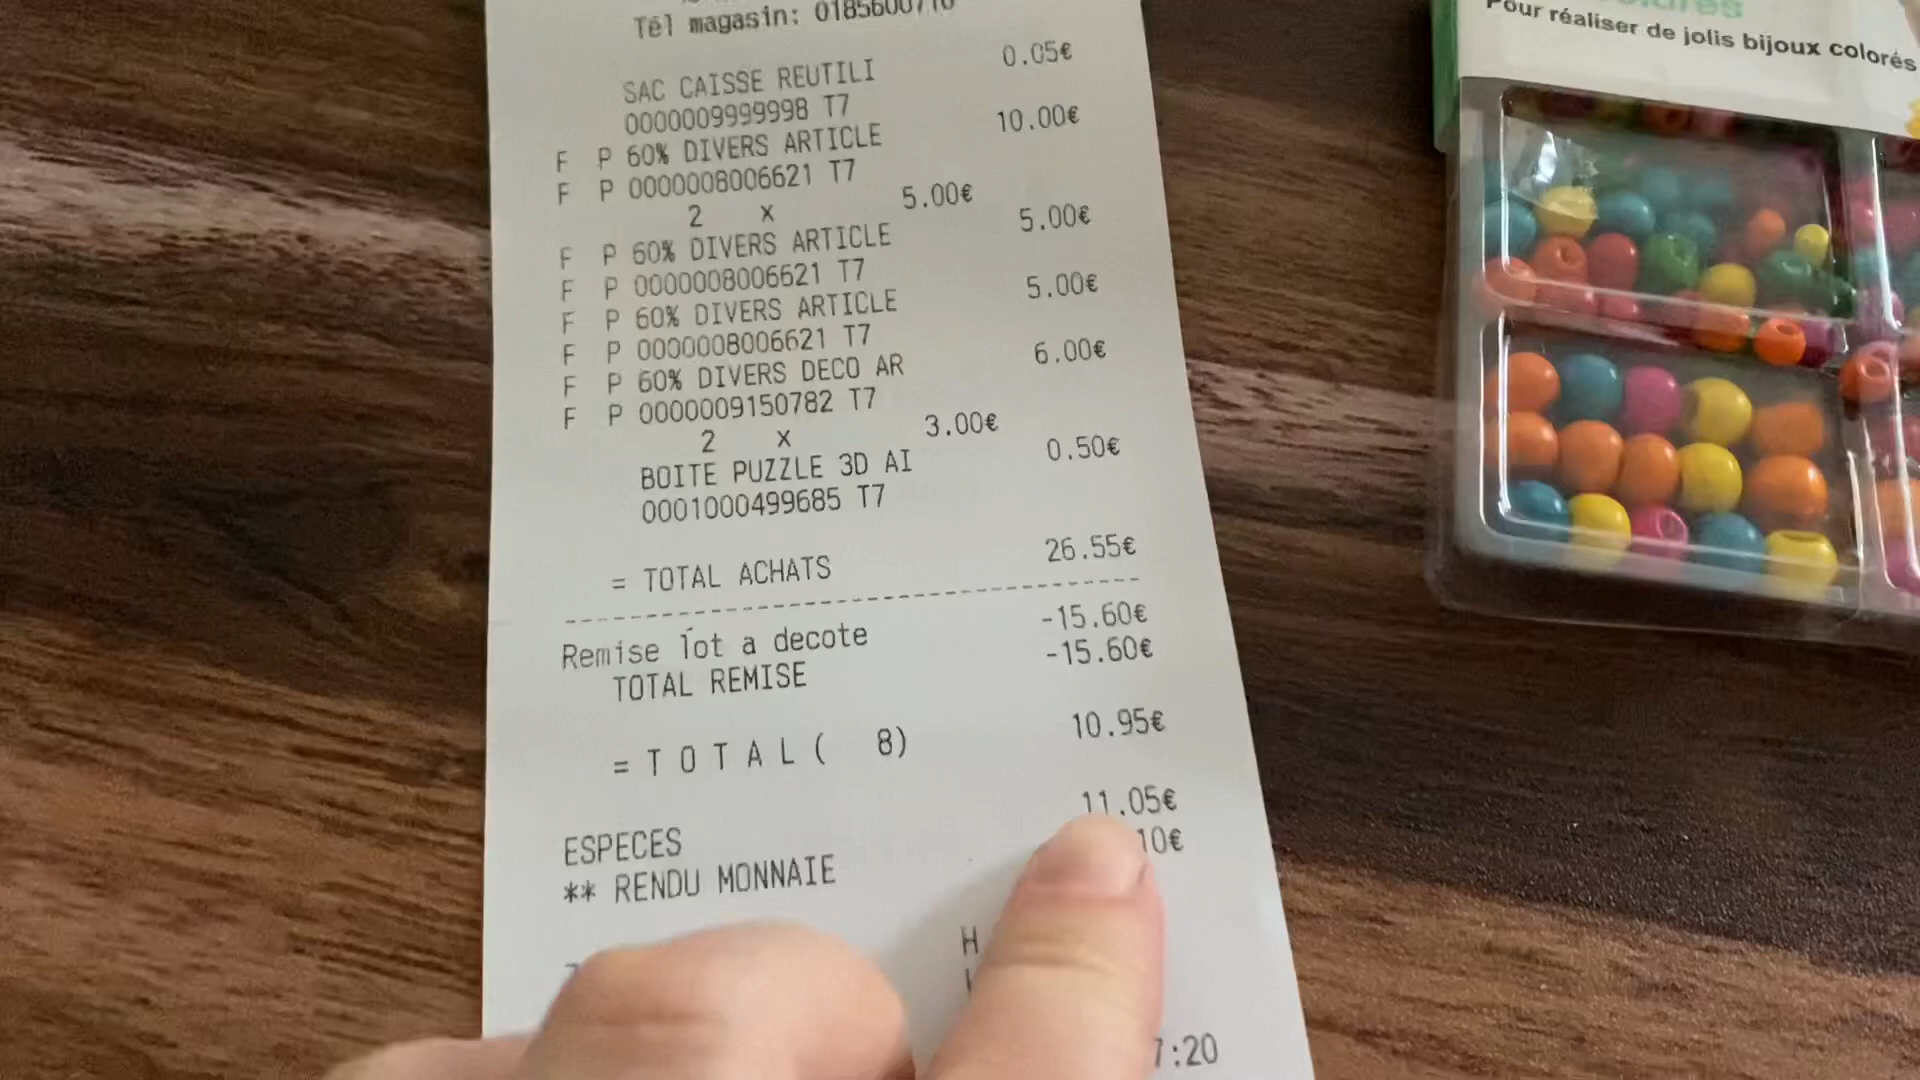 Tél magasin:
SAC CAISSE REUTILI 0.05€
0000009999998 T7
F P 60% DIVERS ARTICLE 10.00€
F P 0000008006621 T7
2 x 5.00€
F P 60% DIVERS ARTICLE 5.00€
F P 0000008006621 T7
F P 60% DIVERS ARTICLE 5.00€
F P 0000008006621 T7
F P 60% DIVERS DECO AR 6.00€
F P 0000009150782 T7
2 x 3.00€
BOITE PUZZLE 3D AI 0.50€
0001000499685 T7
= TOTAL ACHATS 26.55€
Remise lot a decote -15.60€
TOTAL REMISE -15.60€
= T O T A L ( 8) 10.95€
ESPECES 11.05€
** RENDU MONNAIE 10€
H
7:20
Pour réaliser de jolis bijoux colorés